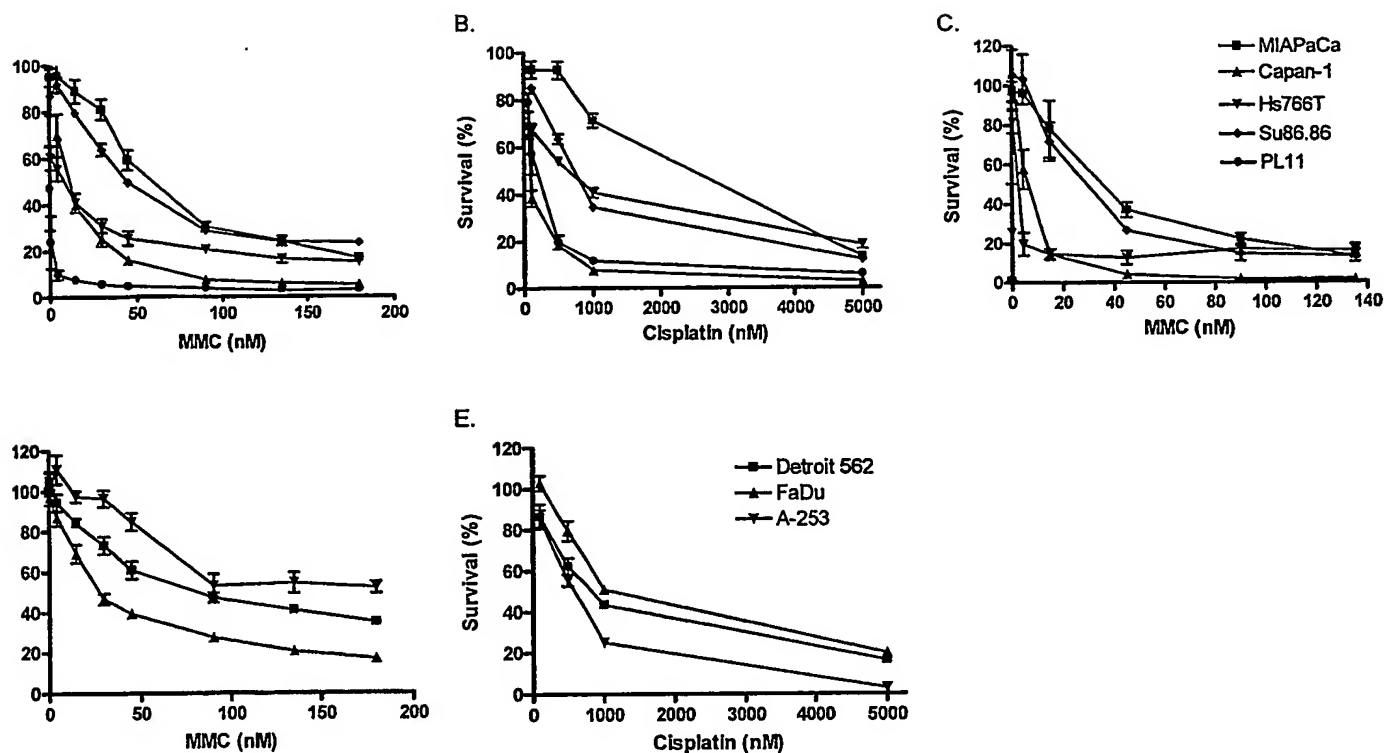 B.
C.
100
80
60
40
20
0
0 50 100 150 200
MMC (nM)
Survival (%)
100
80
60
40
20
0
0 1000 2000 3000 4000 5000
Cisplatin (nM)
Survival (%)
120
100
80
60
40
20
0
0 20 40 60 80 100 120 140
MMC (nM)
MIAPaCa
Capan-1
Hs766T
Su86.86
PL11
E.
120
100
80
60
40
20
0
0 50 100 150 200
MMC (nM)
Survival (%)
120
100
80
60
40
20
0
0 1000 2000 3000 4000 5000
Cisplatin (nM)
Detroit 562
FaDu
A-253